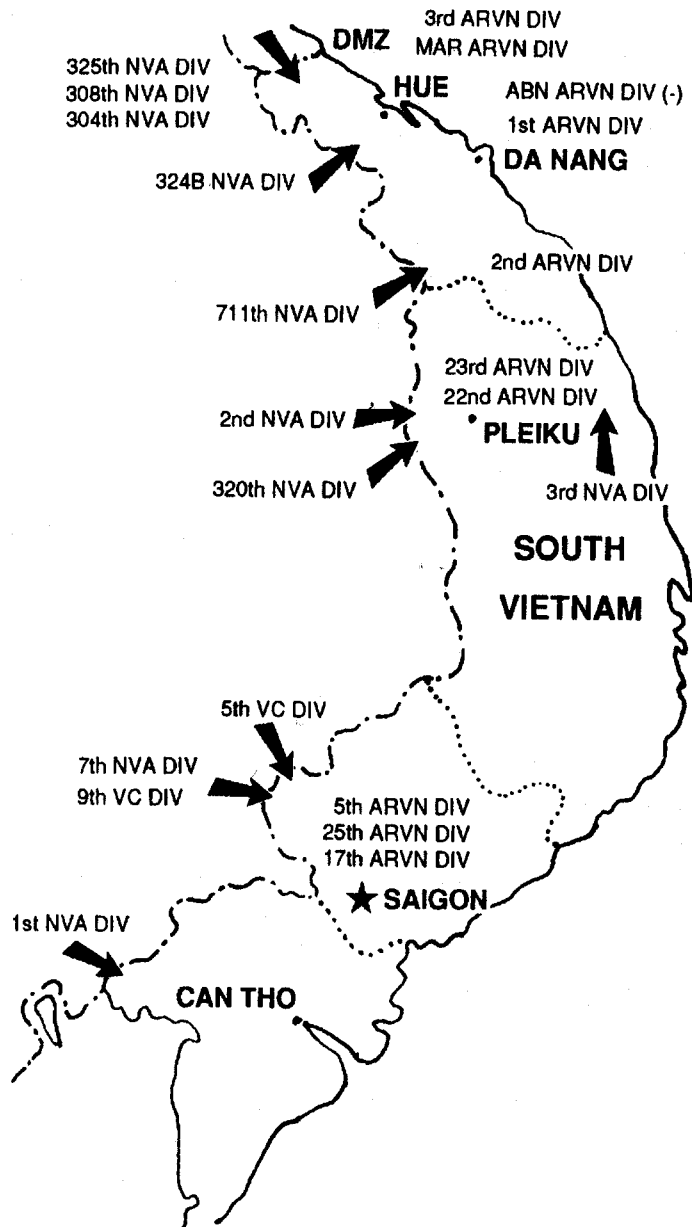 3rd ARVN DIV
DMZ
MAR ARVN DIV
325th NVA DIV
308th NVA DIV
304th NVA DIV
HUE
ABN ARVN DIV (-)
1st ARVN DIV
DA NANG
324B NVA DIV
2nd ARVN DIV
711th NVA DIV
23rd ARVN DIV
22nd ARVN DIV
2nd NVA DIV
PLEIKU
320th NVA DIV
3rd NVA DIV
SOUTH
VIETNAM
5th VC DIV
7th NVA DIV
9th VC DIV
5th ARVN DIV
25th ARVN DIV
17th ARVN DIV
SAIGON
1st NVA DIV
CAN THO